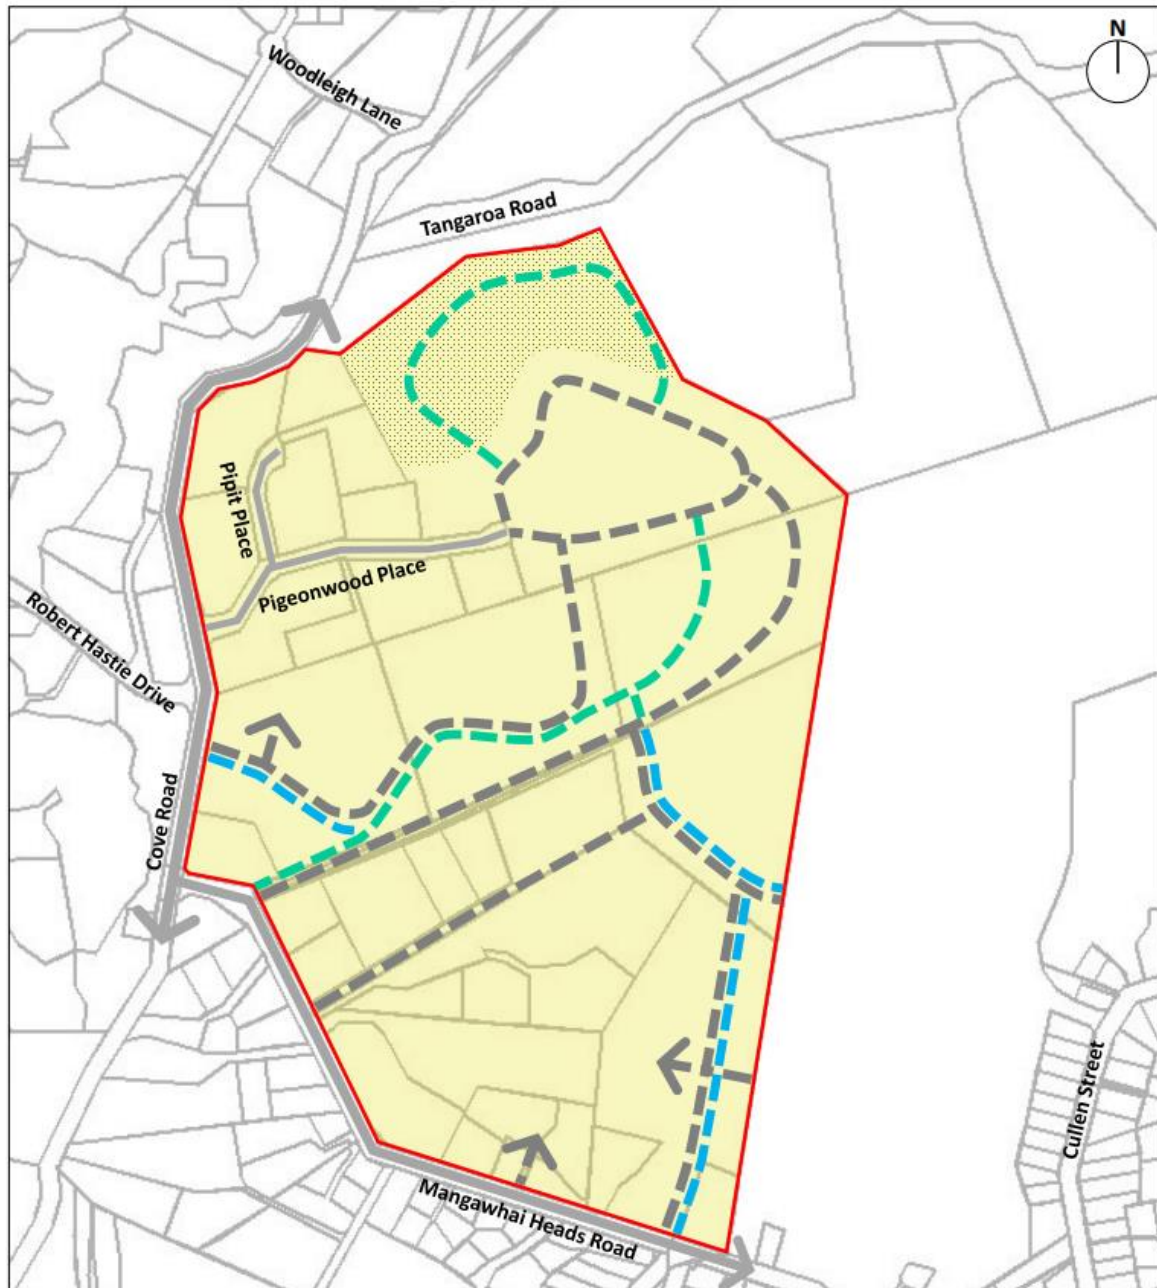 N
Woodleigh Lane
Tangaroa Road
Pipit Place
Pigeonwood Place
Robert Hastie Drive
Cove Road
Cullen Street
Mangawhai Heads Road